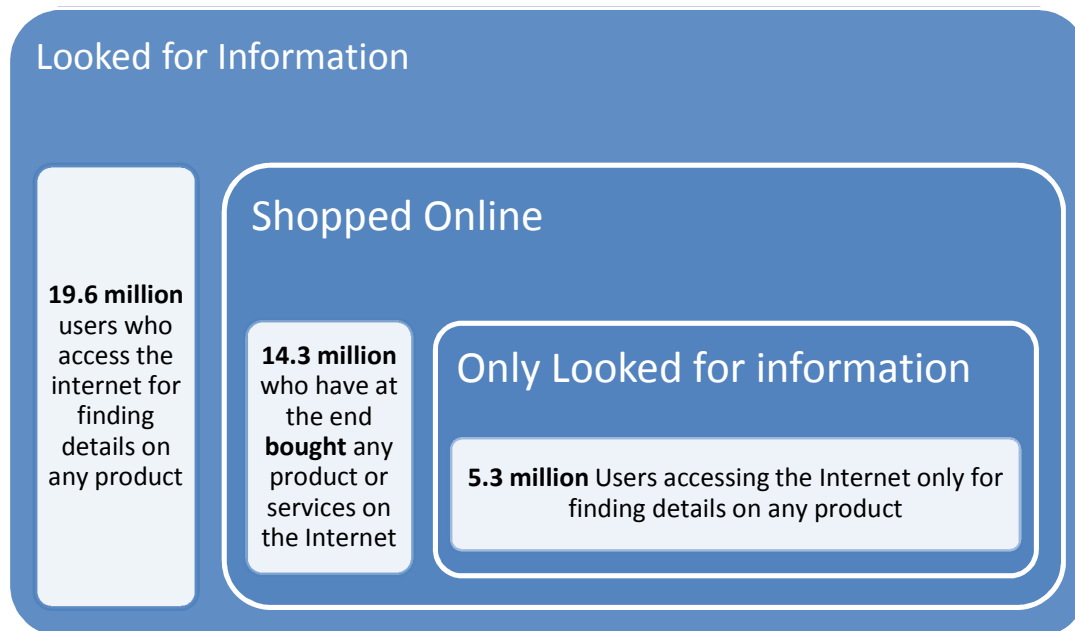 Looked for Information
19.6 million
users who
access the
internet for
finding
details on
any product
Shopped Online
14.3 million
who have at
the end
bought any
product or
services on
the Internet
Only Looked for information
5.3 million Users accessing the Internet only for
finding details on any product